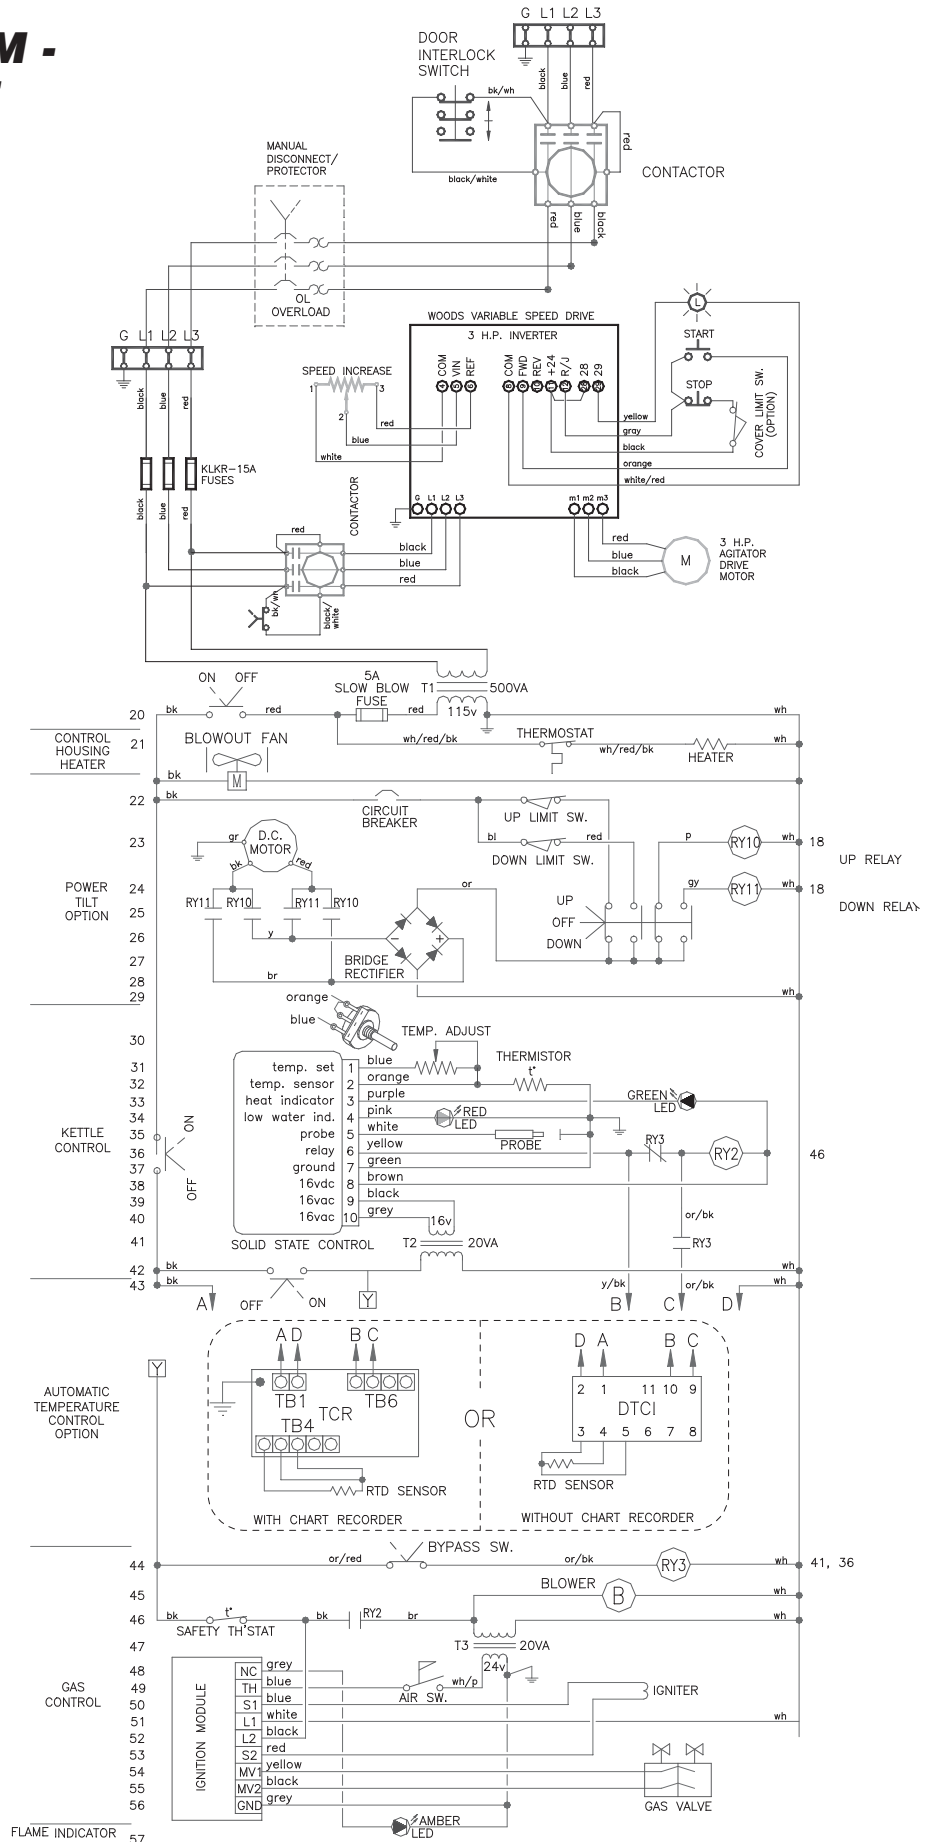 M -
G L1 L2 L3
DOOR
INTERLOCK
SWITCH
black
blue
red
bk/wh
red
MANUAL
DISCONNECT/
PROTECTOR
CONTACTOR
black/white
red
blue
black
OL
OVERLOAD
WOODS VARIABLE SPEED DRIVE
3 H.P. INVERTER
L
START
G L1 L2 L3
SPEED INCREASE
1
3
2
COM
VIN
REF
4
5
6
COM
FWD
REV
+24
R/J
28
29
STOP
COVER LIMIT SW.
(OPTION)
black
blue
red
red
blue
white
yellow
gray
black
orange
white/red
KLKR-15A
FUSES
CONTACTOR
black
blue
red
G L1 L2 L3
m1 m2 m3
red
black
blue
red
red
blue
black
M
3 H.P.
AGITATOR
DRIVE
MOTOR
bk/wh
black/
white
ON OFF
5A
SLOW BLOW
FUSE
T1
500VA
20
bk
red
red
115v
wh
CONTROL
HOUSING
HEATER
21
BLOWOUT FAN
wh/red/bk
THERMOSTAT
wh/red/bk
HEATER
wh
bk
M
22
bk
CIRCUIT
BREAKER
UP LIMIT SW.
23
gr
D.C.
MOTOR
bl
red
DOWN LIMIT SW.
p
RY10
wh
18
UP RELAY
bk
red
POWER
TILT
OPTION
24
or
gy
RY11
wh
18
DOWN RELAY
RY11
RY10
RY11
RY10
25
UP
OFF
DOWN
26
y
-
+
27
BRIDGE
RECTIFIER
28
br
29
wh
orange
blue
30
TEMP. ADJUST
31
temp. set
1
blue
THERMISTOR
t°
32
temp. sensor
2
orange
33
heat indicator
3
purple
GREEN
LED
34
low water ind.
4
pink
RED
LED
KETTLE
CONTROL
35
ON
probe
5
white
PROBE
36
relay
6
yellow
RY3
RY2
46
37
ground
7
green
38
OFF
16vdc
8
brown
39
16vac
9
black
40
16vac
10
grey
16v
or/bk
41
SOLID STATE CONTROL
T2
20VA
RY3
42
bk
wh
43
bk
OFF ON
Y
y/bk
or/bk
wh
A
B
C
D
A D
B C
D A
B C
Y
TB1
TB6
TCR
TB4
OR
2 1 11 10 9
DTCI
3 4 5 6 7 8
AUTOMATIC
TEMPERATURE
CONTROL
OPTION
RTD SENSOR
RTD SENSOR
WITH CHART RECORDER
WITHOUT CHART RECORDER
44
or/red
BYPASS SW.
or/bk
RY3
wh
41, 36
45
BLOWER
B
wh
46
bk
t°
SAFETY TH'STAT
bk
RY2
br
wh
47
T3
20VA
48
NC
grey
24v
GAS
CONTROL
49
TH
blue
AIR SW.
wh/p
IGNITER
50
S1
blue
51
IGNITION MODULE
L1
white
wh
52
L2
black
53
S2
red
54
MV1
yellow
55
MV2
black
56
GND
grey
GAS VALVE
FLAME INDICATOR
57
AMBER
LED